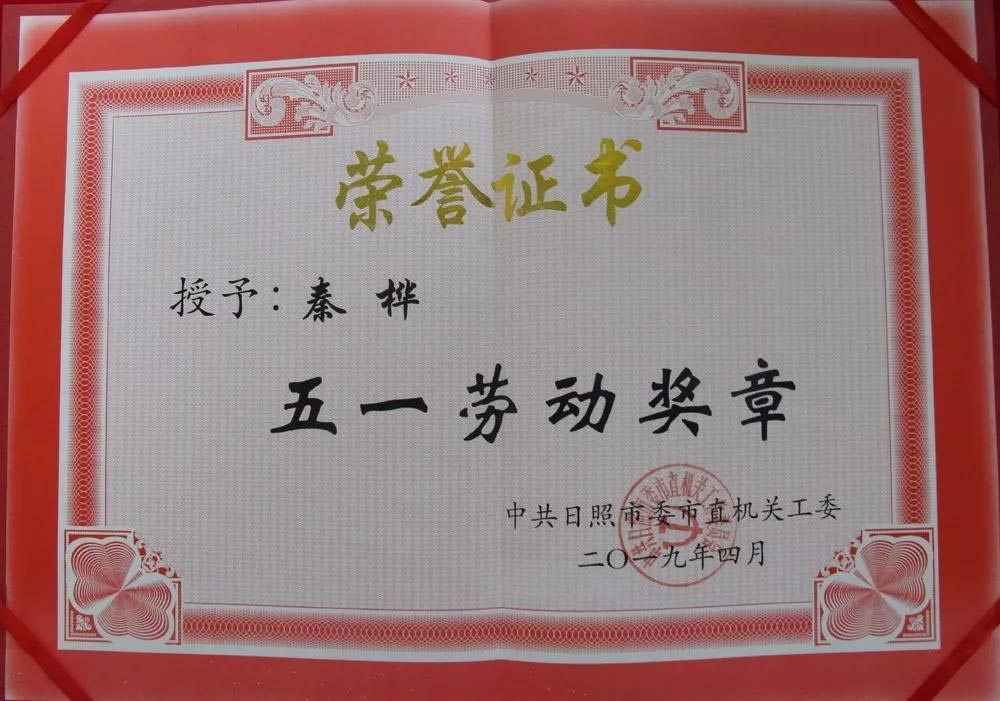 荣誉证书
授予：秦 桦
五一劳动奖章
中共日照市委市直机关工委
二〇一九年四月